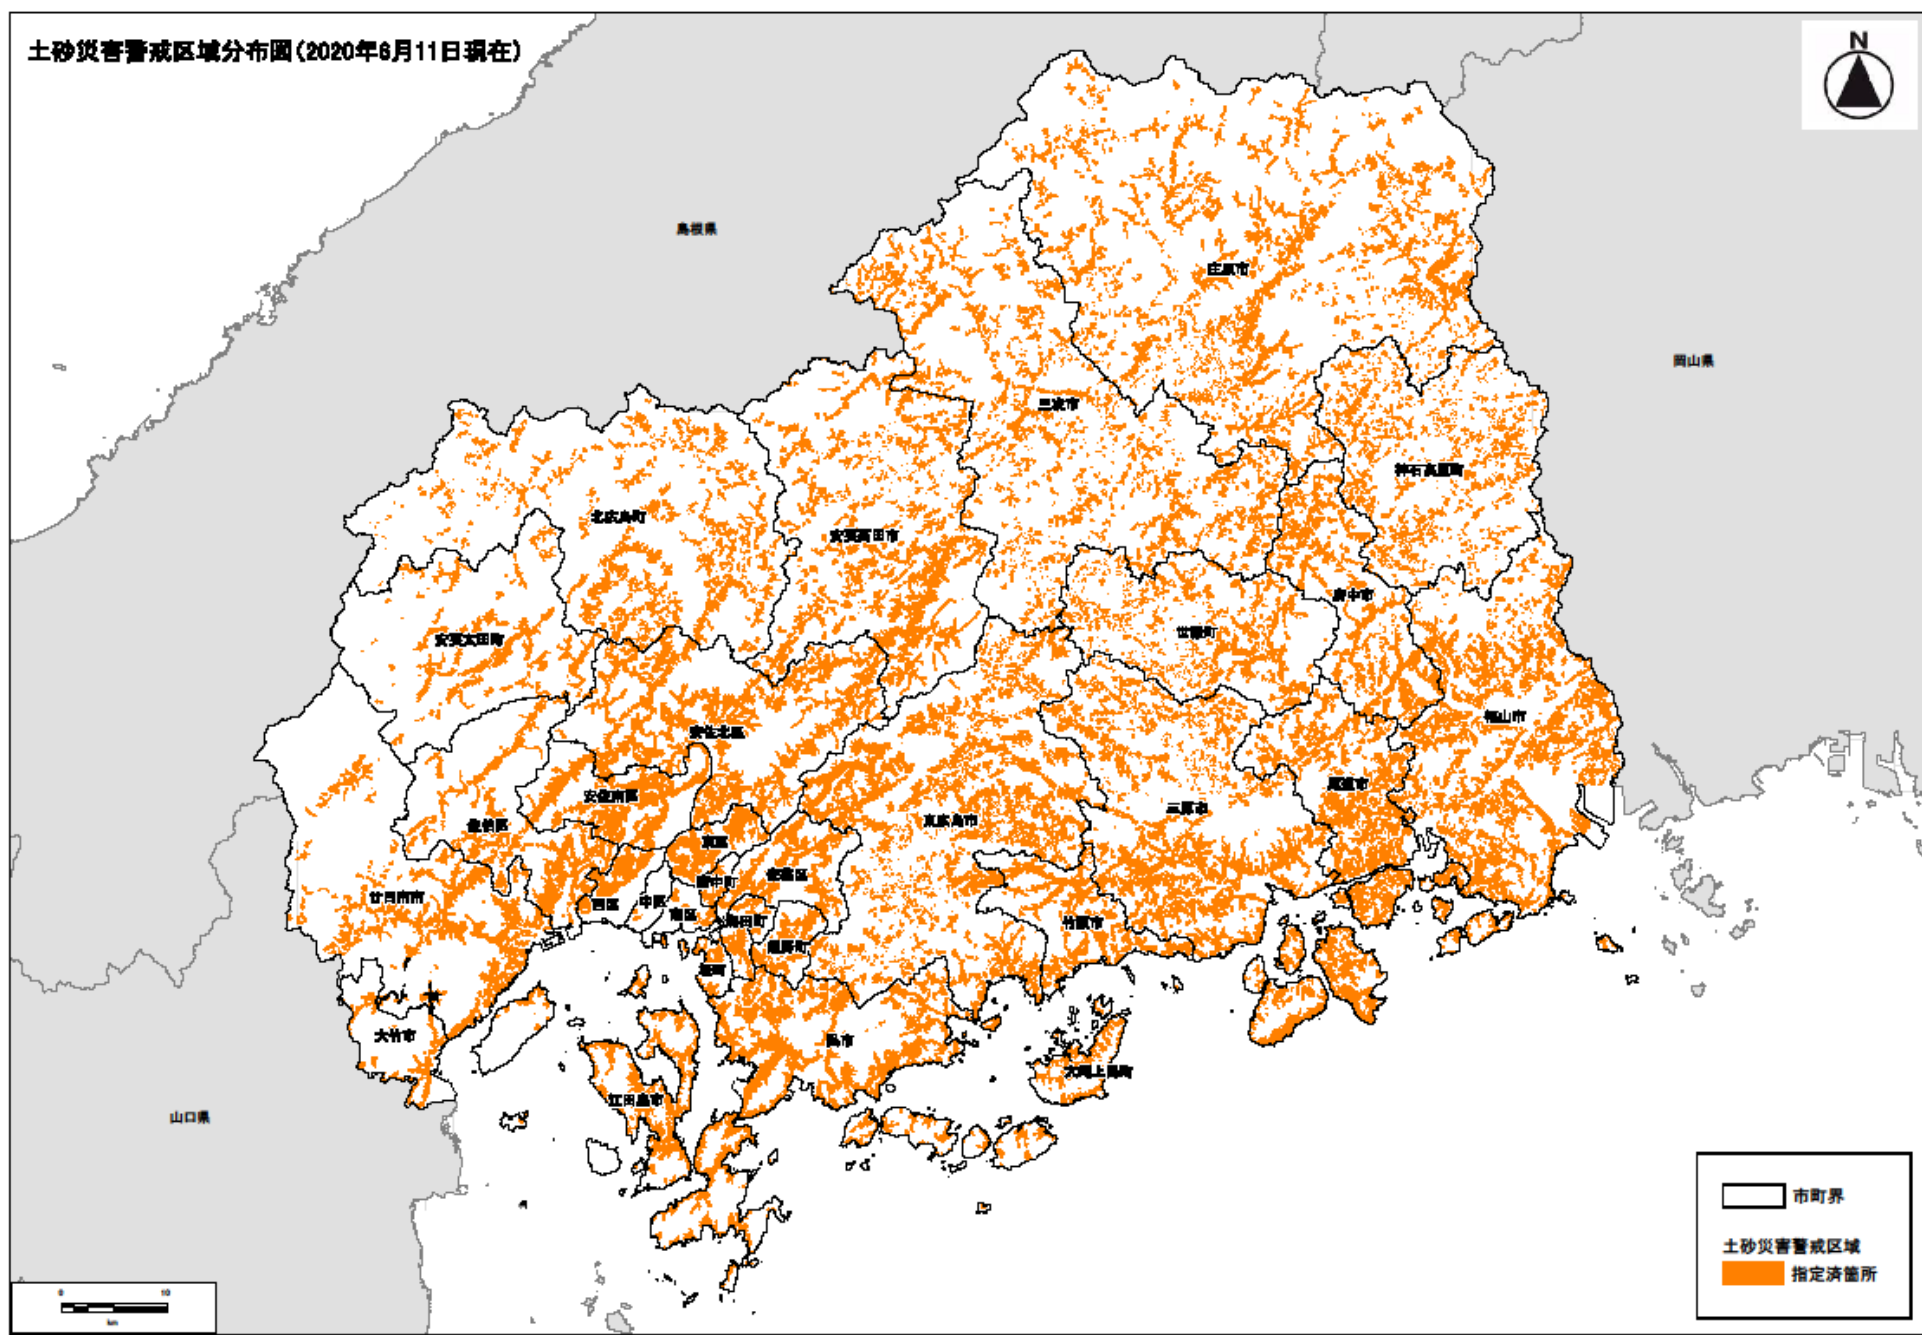 土砂災害警戒区域分布図(2020年6月11日現在)
N
島根県
庄原市
岡山県
三次市
神石高原町
北広島町
安芸高田市
府中市
世羅町
安芸太田町
福山市
安佐北区
尾道市
安佐南区
三原市
東広島市
佐伯区
東区
安芸区
府中町
廿日市市
西区
中区
南区
海田町
竹原市
熊野町
坂町
大竹市
呉市
大崎上島町
江田島市
山口県
市町界
土砂災害警戒区域
指定済箇所
0 10
km